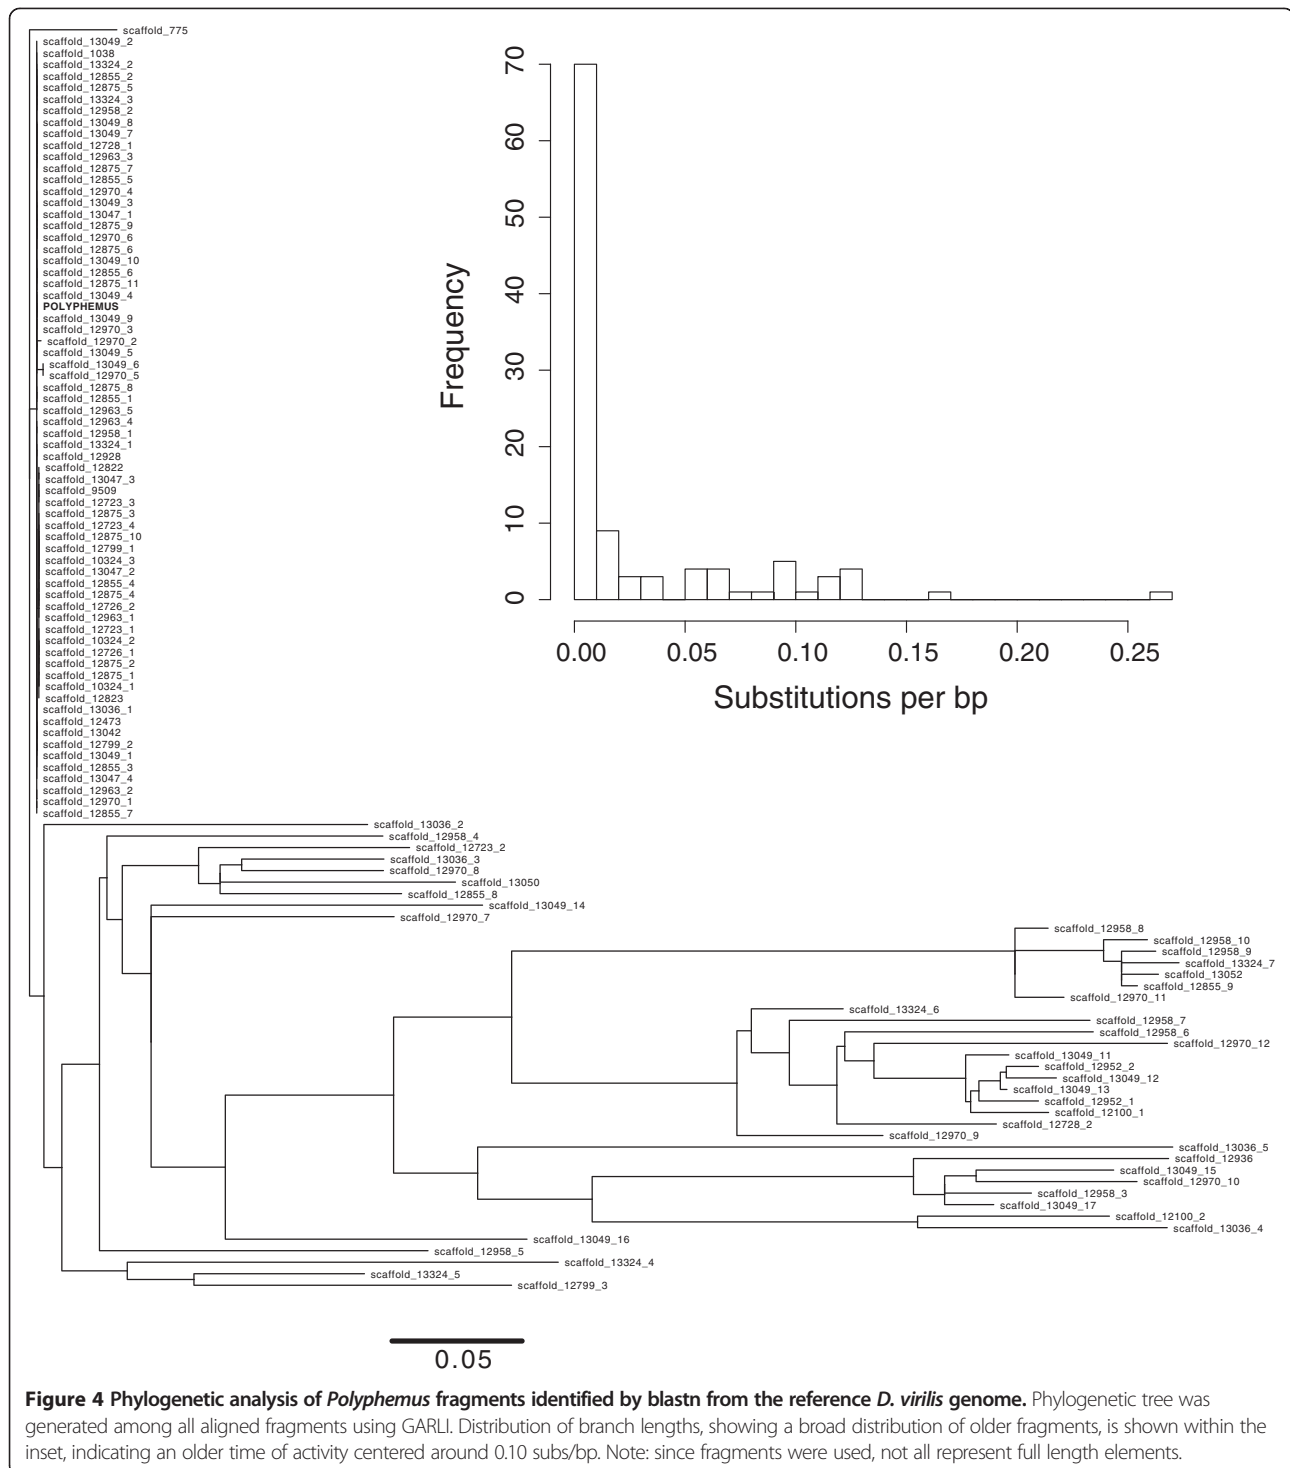 scaffold_775
scaffold_13049_2
scaffold_1038
scaffold_13324_2
scaffold_12855_2
scaffold_12875_5
scaffold_13324_3
scaffold_12958_2
scaffold_13049_8
scaffold_13049_7
scaffold_12728_1
scaffold_12963_3
scaffold_12875_7
scaffold_12855_5
scaffold_12970_4
scaffold_13049_3
scaffold_13047_1
scaffold_12875_9
scaffold_12970_6
scaffold_12875_6
scaffold_13049_10
scaffold_12855_6
scaffold_12875_11
scaffold_13049_4
POLYPHEMUS
scaffold_13049_9
scaffold_12970_3
scaffold_12970_2
scaffold_13049_5
scaffold_13049_6
scaffold_12970_5
scaffold_12875_8
scaffold_12855_1
scaffold_12963_5
scaffold_12963_4
scaffold_12958_1
scaffold_13324_1
scaffold_12928
scaffold_12822
scaffold_13047_3
scaffold_9509
scaffold_12723_3
scaffold_12875_3
scaffold_12723_4
scaffold_12875_10
scaffold_12799_1
scaffold_10324_3
scaffold_13047_2
scaffold_12855_4
scaffold_12875_4
scaffold_12726_2
scaffold_12963_1
scaffold_12723_1
scaffold_10324_2
scaffold_12726_1
scaffold_12875_2
scaffold_12875_1
scaffold_10324_1
scaffold_12823
scaffold_13036_1
scaffold_12473
scaffold_13042
scaffold_12799_2
scaffold_13049_1
scaffold_12855_3
scaffold_13047_4
scaffold_12963_2
scaffold_12970_1
scaffold_12855_7
scaffold_13036_2
scaffold_12958_4
scaffold_12723_2
scaffold_13036_3
scaffold_12970_8
scaffold_13050
scaffold_12855_8
scaffold_13049_14
scaffold_12970_7
scaffold_12958_8
scaffold_12958_10
scaffold_12958_9
scaffold_13324_7
scaffold_13052
scaffold_12855_9
scaffold_12970_11
scaffold_13324_6
scaffold_12958_7
scaffold_12958_6
scaffold_12970_12
scaffold_13049_11
scaffold_12952_2
scaffold_13049_12
scaffold_13049_13
scaffold_12952_1
scaffold_12100_1
scaffold_12728_2
scaffold_12970_9
scaffold_13036_5
scaffold_12936
scaffold_13049_15
scaffold_12970_10
scaffold_12958_3
scaffold_13049_17
scaffold_12100_2
scaffold_13036_4
scaffold_13049_16
scaffold_12958_5
scaffold_13324_4
scaffold_13324_5
scaffold_12799_3
0.05
Frequency
70
60
50
40
30
20
10
0
0.00 0.05 0.10 0.15 0.20 0.25
Substitutions per bp
Figure 4 Phylogenetic analysis of Polyphemus fragments identified by blastn from the reference D. virilis genome. Phylogenetic tree was
generated among all aligned fragments using GARLI. Distribution of branch lengths, showing a broad distribution of older fragments, is shown within the
inset, indicating an older time of activity centered around 0.10 subs/bp. Note: since fragments were used, not all represent full length elements.